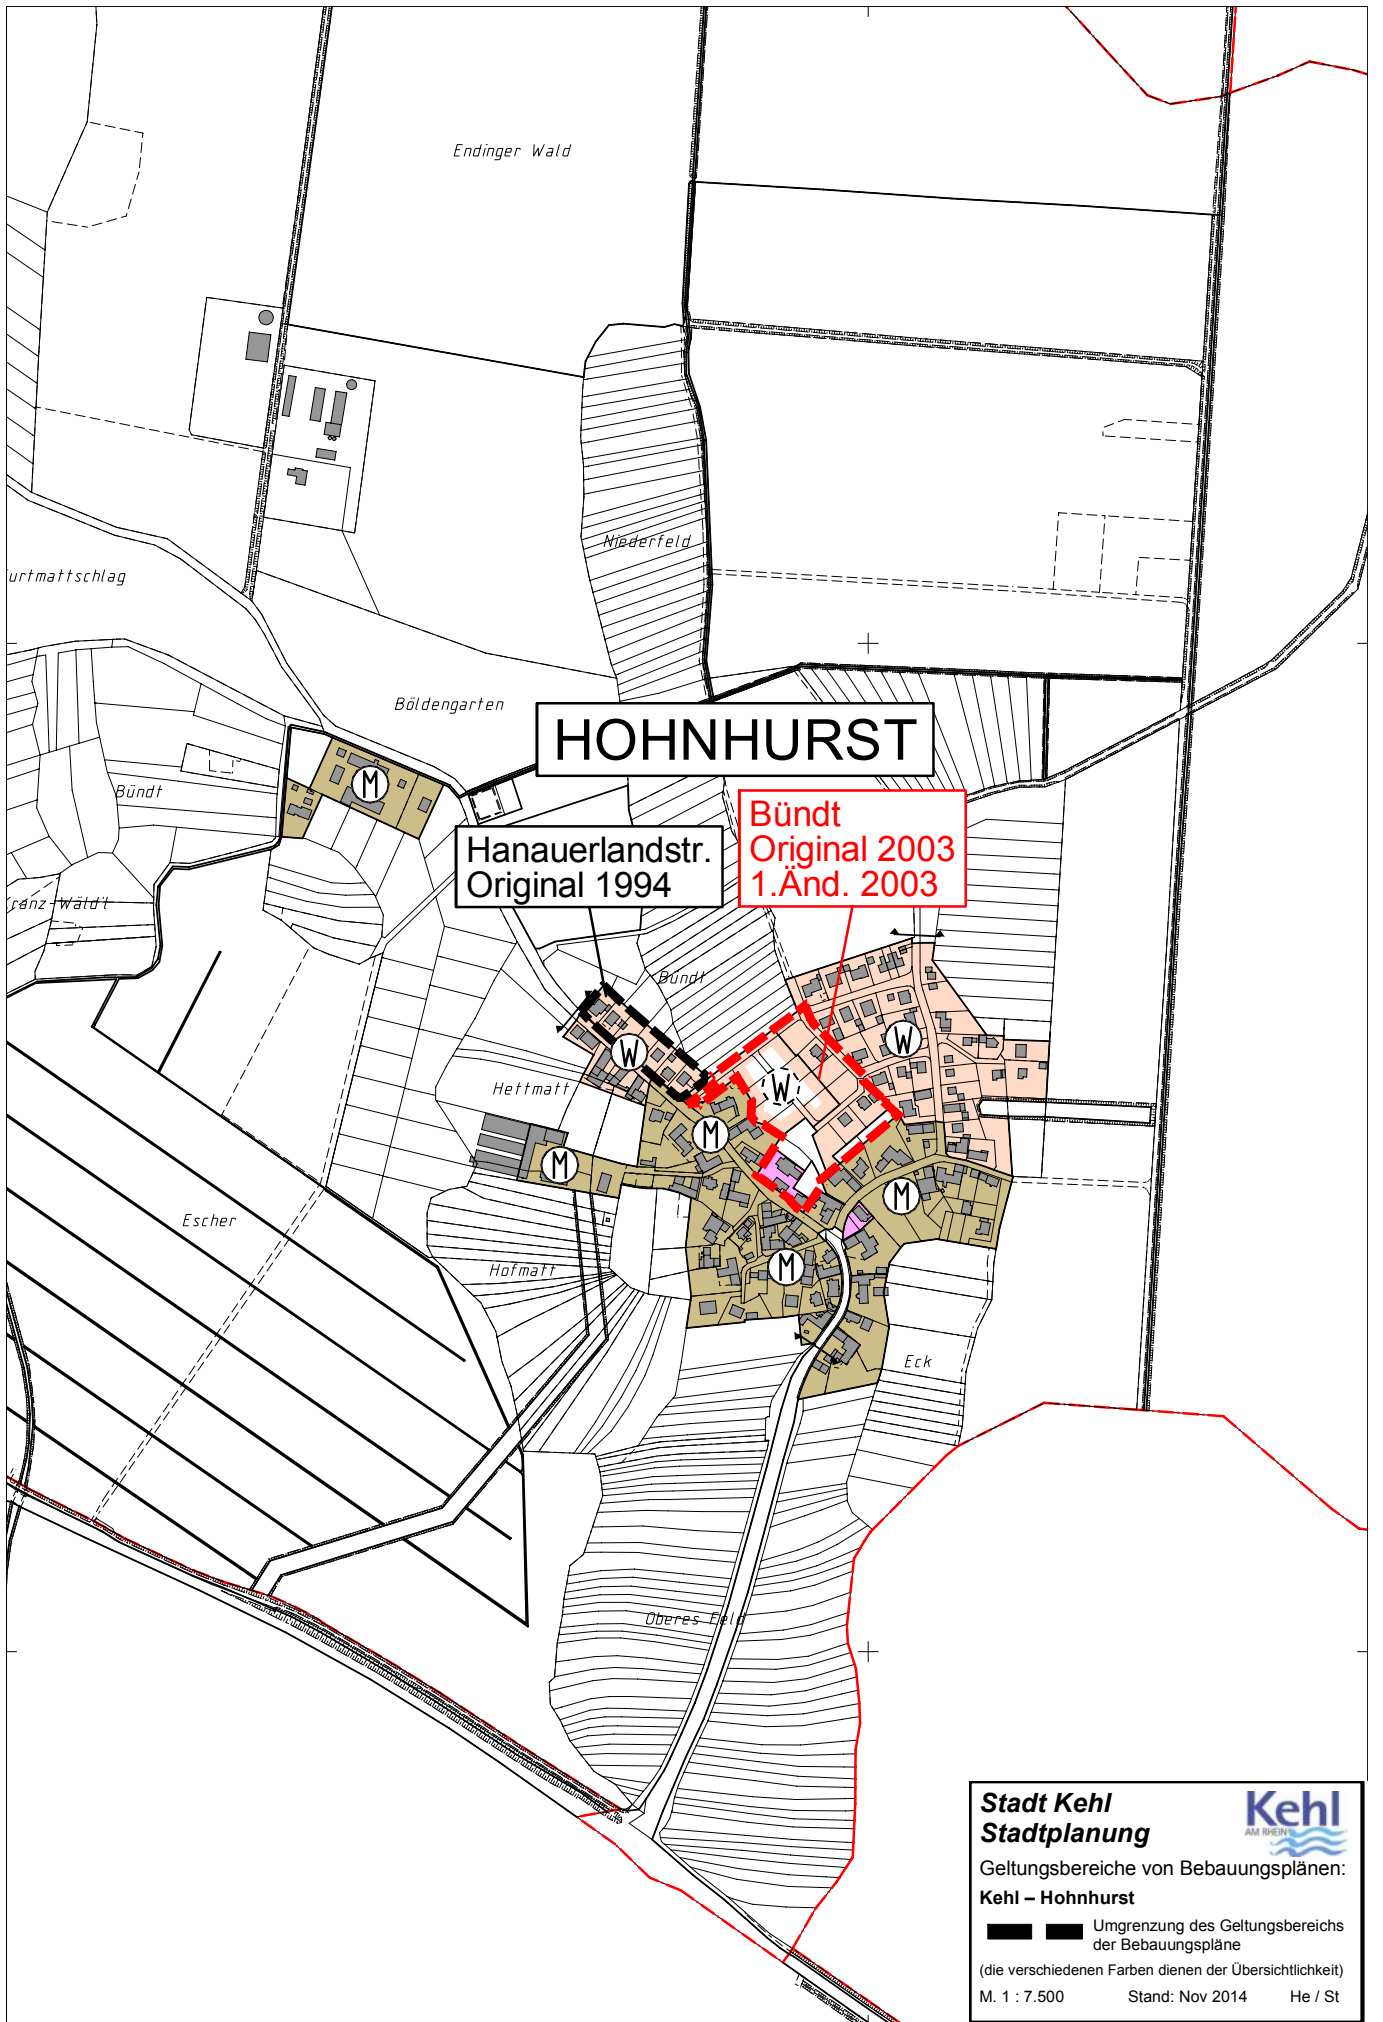 Endinger Wald
Niederfeld
urtmattschlag
Böldengarten
HOHNHURST
Bündt
M
Hanauerlandstr.
Original 1994
Bündt
Original 2003
1.Änd. 2003
ranz-Wäld'l
Bündt
W
W
W
Hettmatt
M
M
M
Escher
Hofmatt
M
Eck
Oberes Feld
Stadt Kehl
Stadtplanung
Kehl
AM RHEIN
Geltungsbereiche von Bebauungsplänen:
Kehl – Hohnhurst
Umgrenzung des Geltungsbereichs
der Bebauungspläne
(die verschiedenen Farben dienen der Übersichtlichkeit)
M. 1 : 7.500 Stand: Nov 2014 He / St